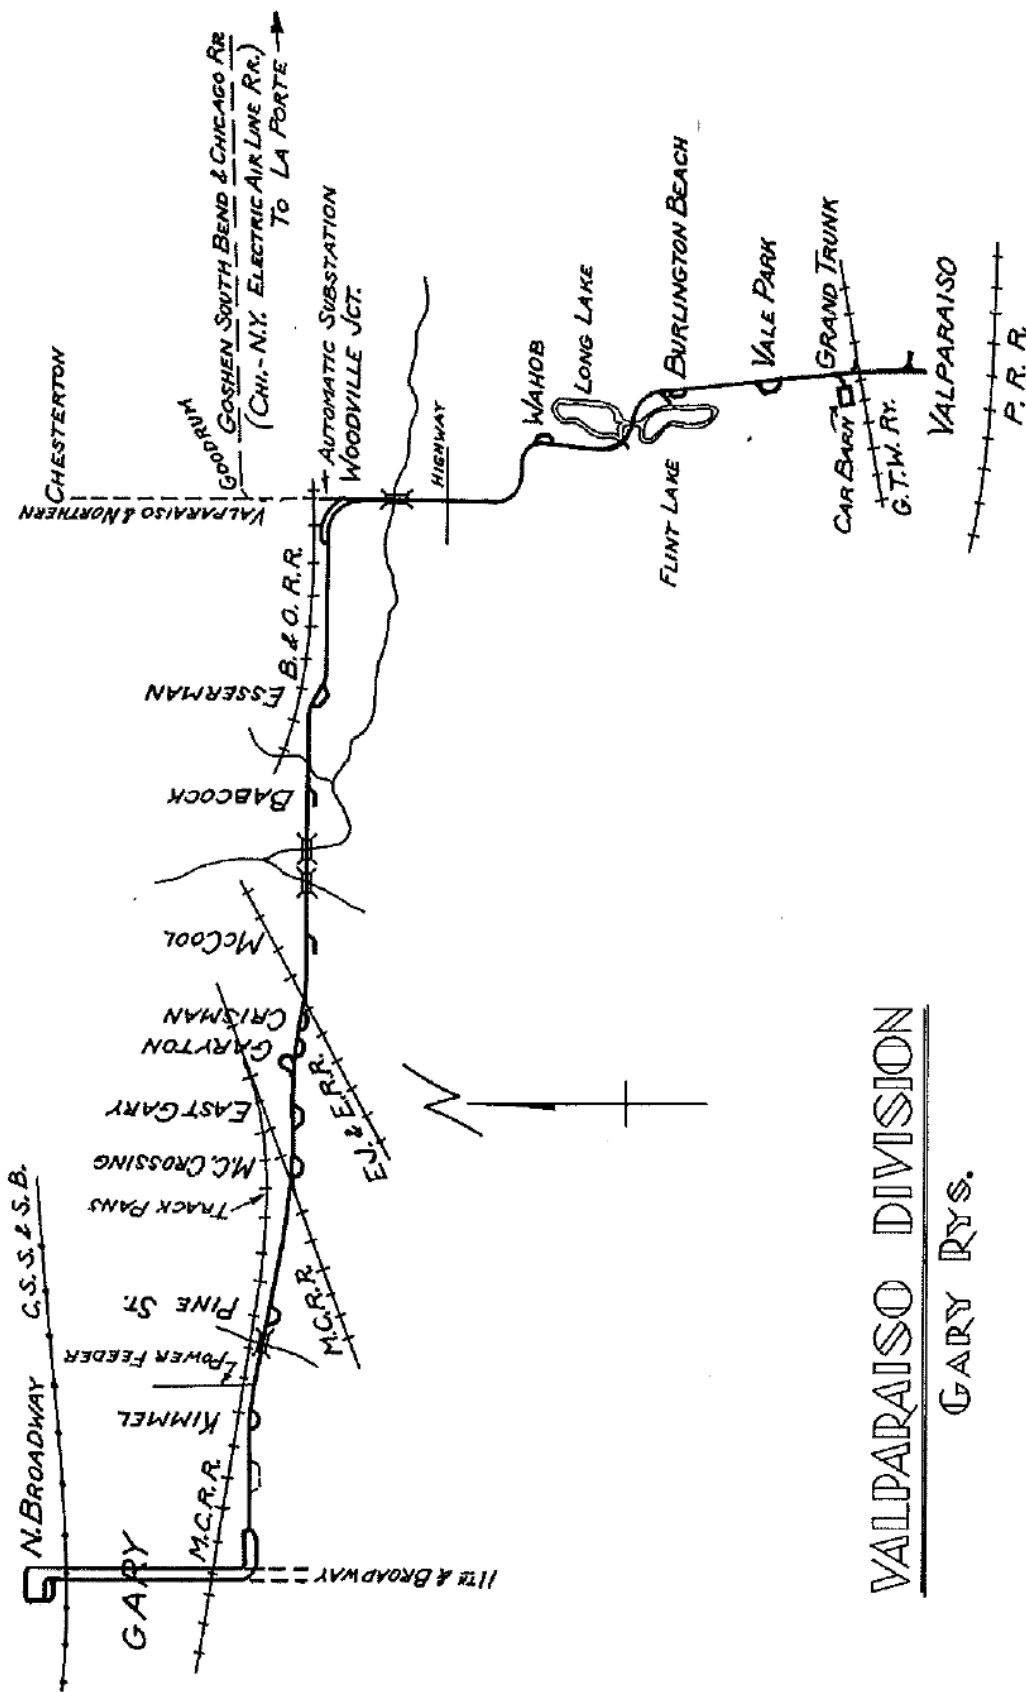 N. BROADWAY
C.S.S. & S.B.
GARY
M.C.R.R.
11TH & BROADWAY
KIMMEL
POWER FEEDER
PINE ST.
M.C.R.R.
TRACK PANS
M.C. CROSSING
EAST GARY
GARYTON
CRISMAN
E.J. & E.R.R.
MCCOOL
BABCOCK
ESSERMAN
B. & O. R.R.
VALPARAISO & NORTHERN
CHESTERTON
GOODRUM
GOSHEN SOUTH BEND & CHICAGO RR
(CHI.-N.Y. ELECTRIC AIR LINE RR.)
TO LA PORTE
AUTOMATIC SUBSTATION
WOODVILLE JCT.
HIGHWAY
WAHOB
LONG LAKE
FLINT LAKE
BURLINGTON BEACH
VALE PARK
CAR BARN
GRAND TRUNK
G.T.W. RY.
VALPARAISO
P. R. R.
N
VALPARAISO DIVISION
GARY RYS.